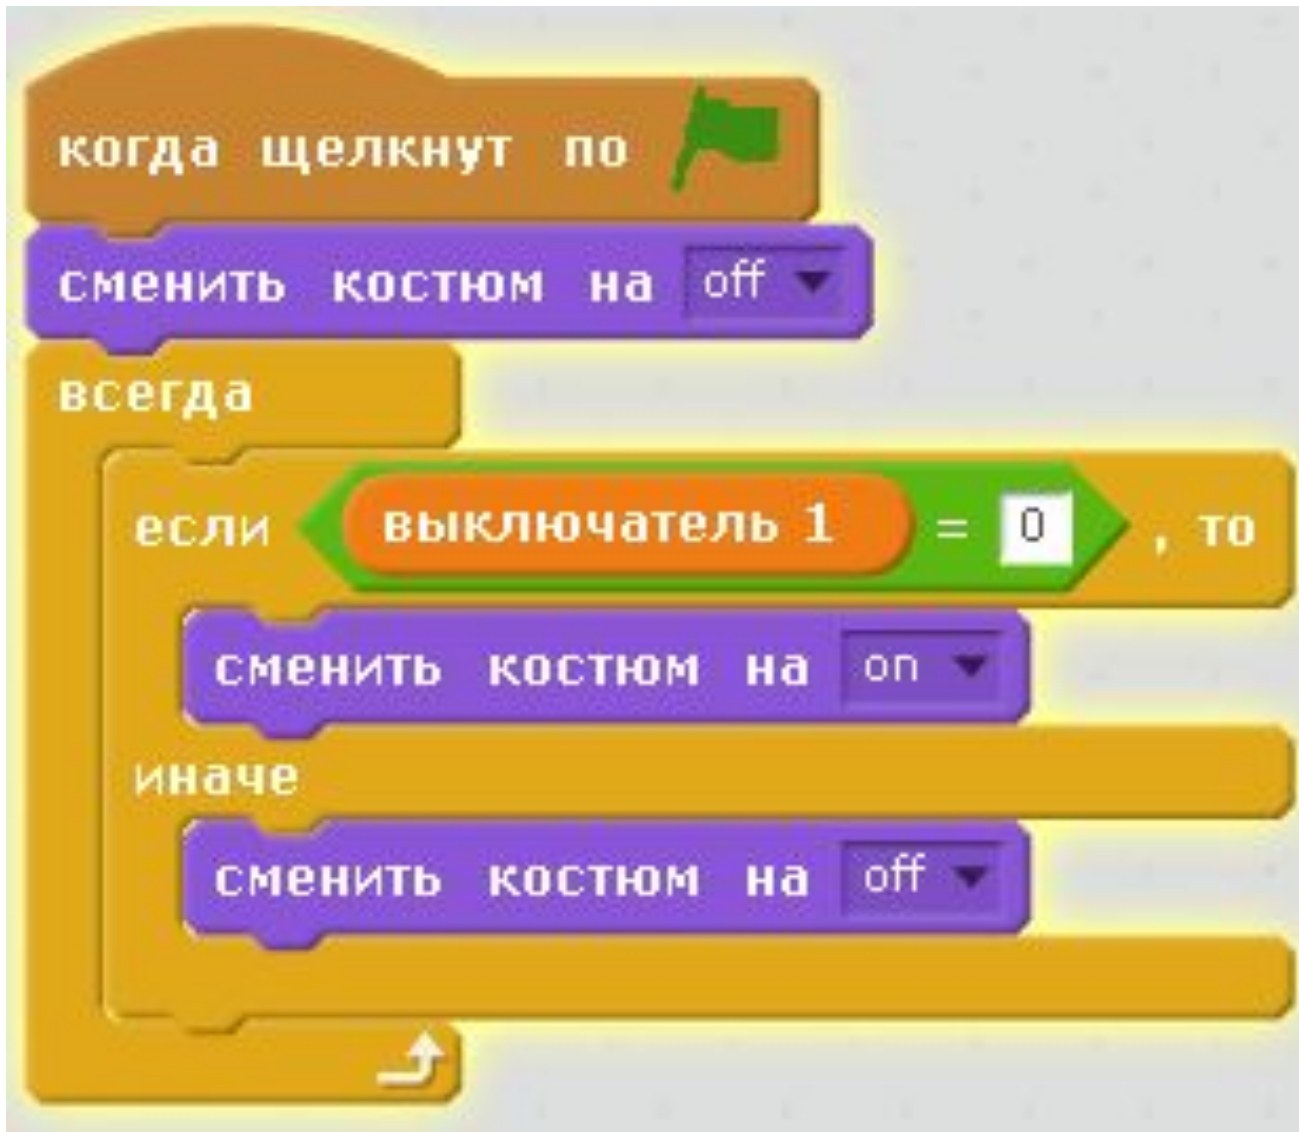 когда щелкнут по
сменить костюм на off
всегда
если выключатель 1 = 0 , то
сменить костюм на on
иначе
сменить костюм на off